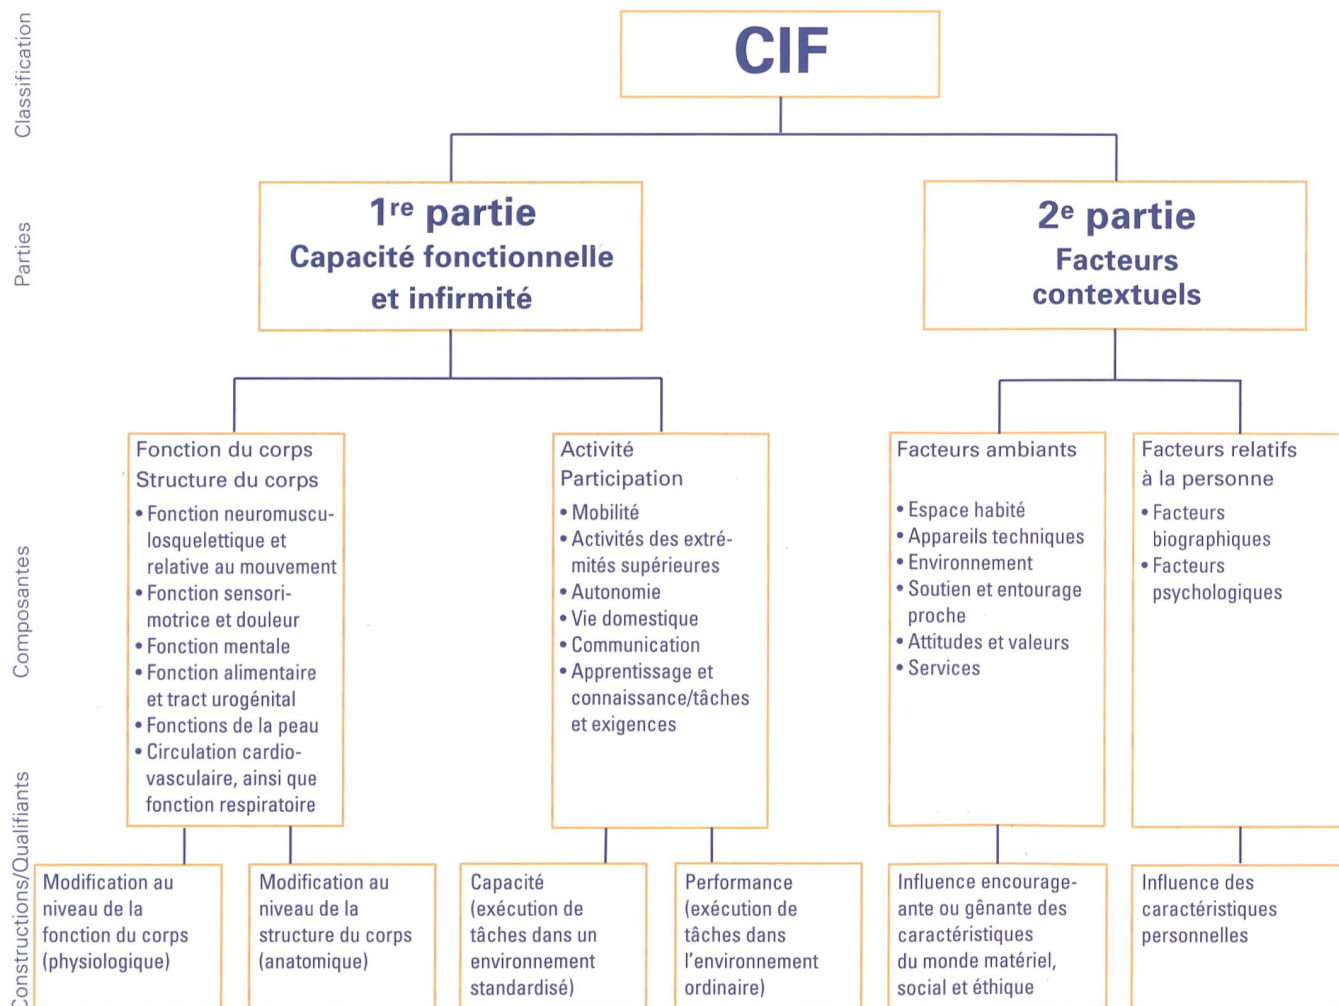 Classification
CIF
Parties
1re partie
Capacité fonctionnelle
et infirmité
2e partie
Facteurs
contextuels
Composantes
Fonction du corps
Structure du corps
• Fonction neuromuscu-
losquelettique et
relative au mouvement
• Fonction sensori-
motrice et douleur
• Fonction mentale
• Fonction alimentaire
et tract urogénital
• Fonctions de la peau
• Circulation cardio-
vasculaire, ainsi que
fonction respiratoire
Activité
Participation
• Mobilité
• Activités des extré-
mités supérieures
• Autonomie
• Vie domestique
• Communication
• Apprentissage et
connaissance/tâches
et exigences
Facteurs ambiants
• Espace habité
• Appareils techniques
• Environnement
• Soutien et entourage
proche
• Attitudes et valeurs
• Services
Facteurs relatifs
à la personne
• Facteurs
biographiques
• Facteurs
psychologiques
Constructions/Qualifiants
Modification au
niveau de la
fonction du corps
(physiologique)
Modification au
niveau de la
structure du corps
(anatomique)
Capacité
(exécution de
tâches dans un
environnement
standardisé)
Performance
(exécution de
tâches dans
l'environnement
ordinaire)
Influence encourage-
ante ou gênante des
caractéristiques
du monde matériel,
social et éthique
Influence des
caractéristiques
personnelles